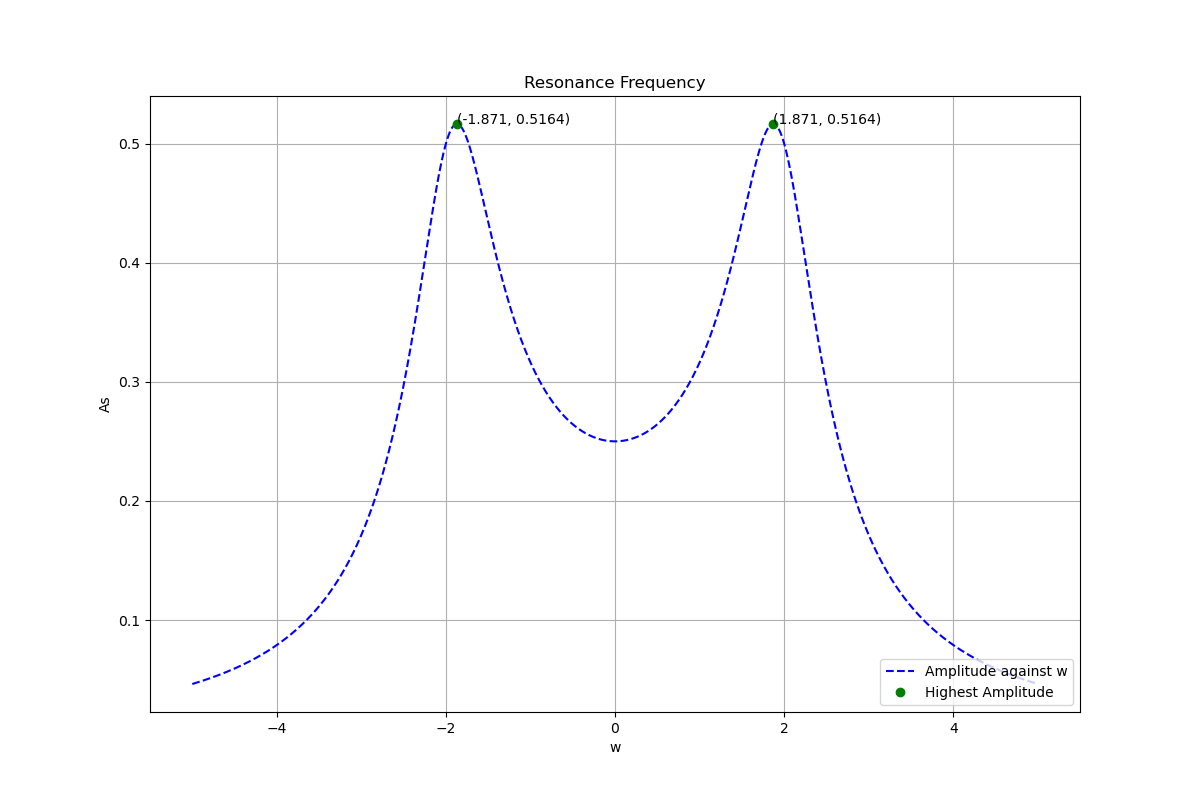 Resonance Frequency
(-1.871, 0.5164)
(1.871, 0.5164)
0.5
0.4
0.3
0.2
0.1
As
−4
−2
0
2
4
w
Amplitude against w
Highest Amplitude